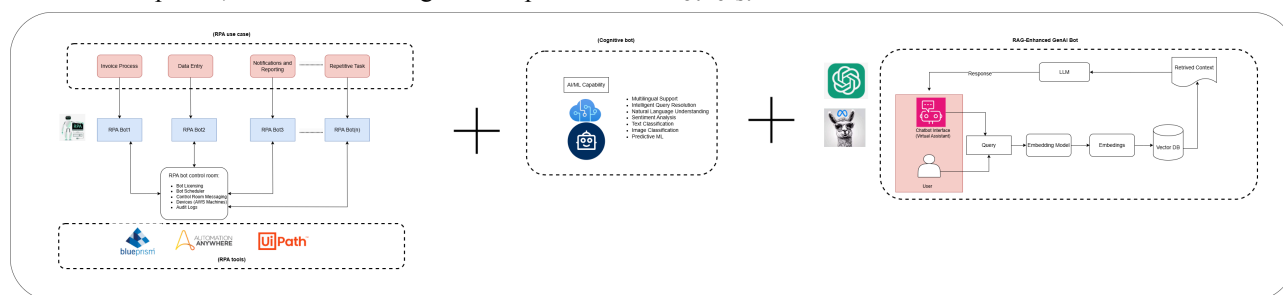 (RPA use case)
Invoice Process
Data Entry
Notifications and
Reporting
Repetitive Task
RPA Bot1
RPA Bot2
RPA Bot3
RPA Bot(n)
RPA bot control room
Bot Licensing
Bot Scheduler
Control Room Messaging
Devices (AWS Machines)
Audit Logs
blueprism
AUTOMATION
ANYWHERE
UiPath
(RPA tools)
(Cognitive bot)
AI/ML Capability
Multilingual Support
Intelligent Query Resolution
Natural Language Understanding
Sentiment Analysis
Text Classification
Image Classification
Predictive ML
RAG-Enhanced GenAI Bot
Response
LLM
Retrived Context
Chatbot Interface
(Virtual Assistant)
Query
Embedding Model
Embedings
Vector DB
User